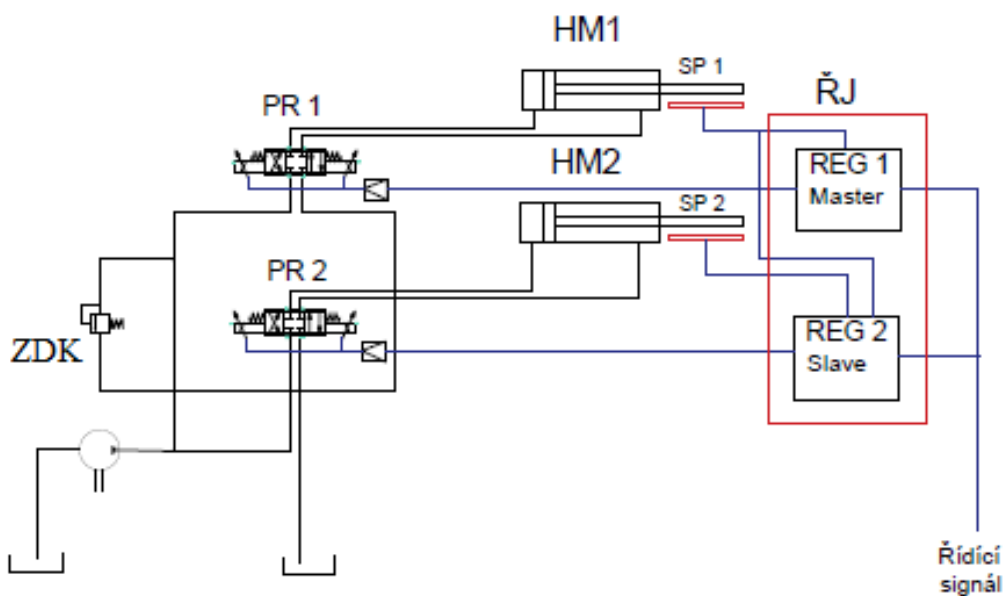 HM1
SP 1
ŘJ
PR 1
REG 1
Master
HM2
SP 2
PR 2
REG 2
Slave
ZDK
Řídící
signál